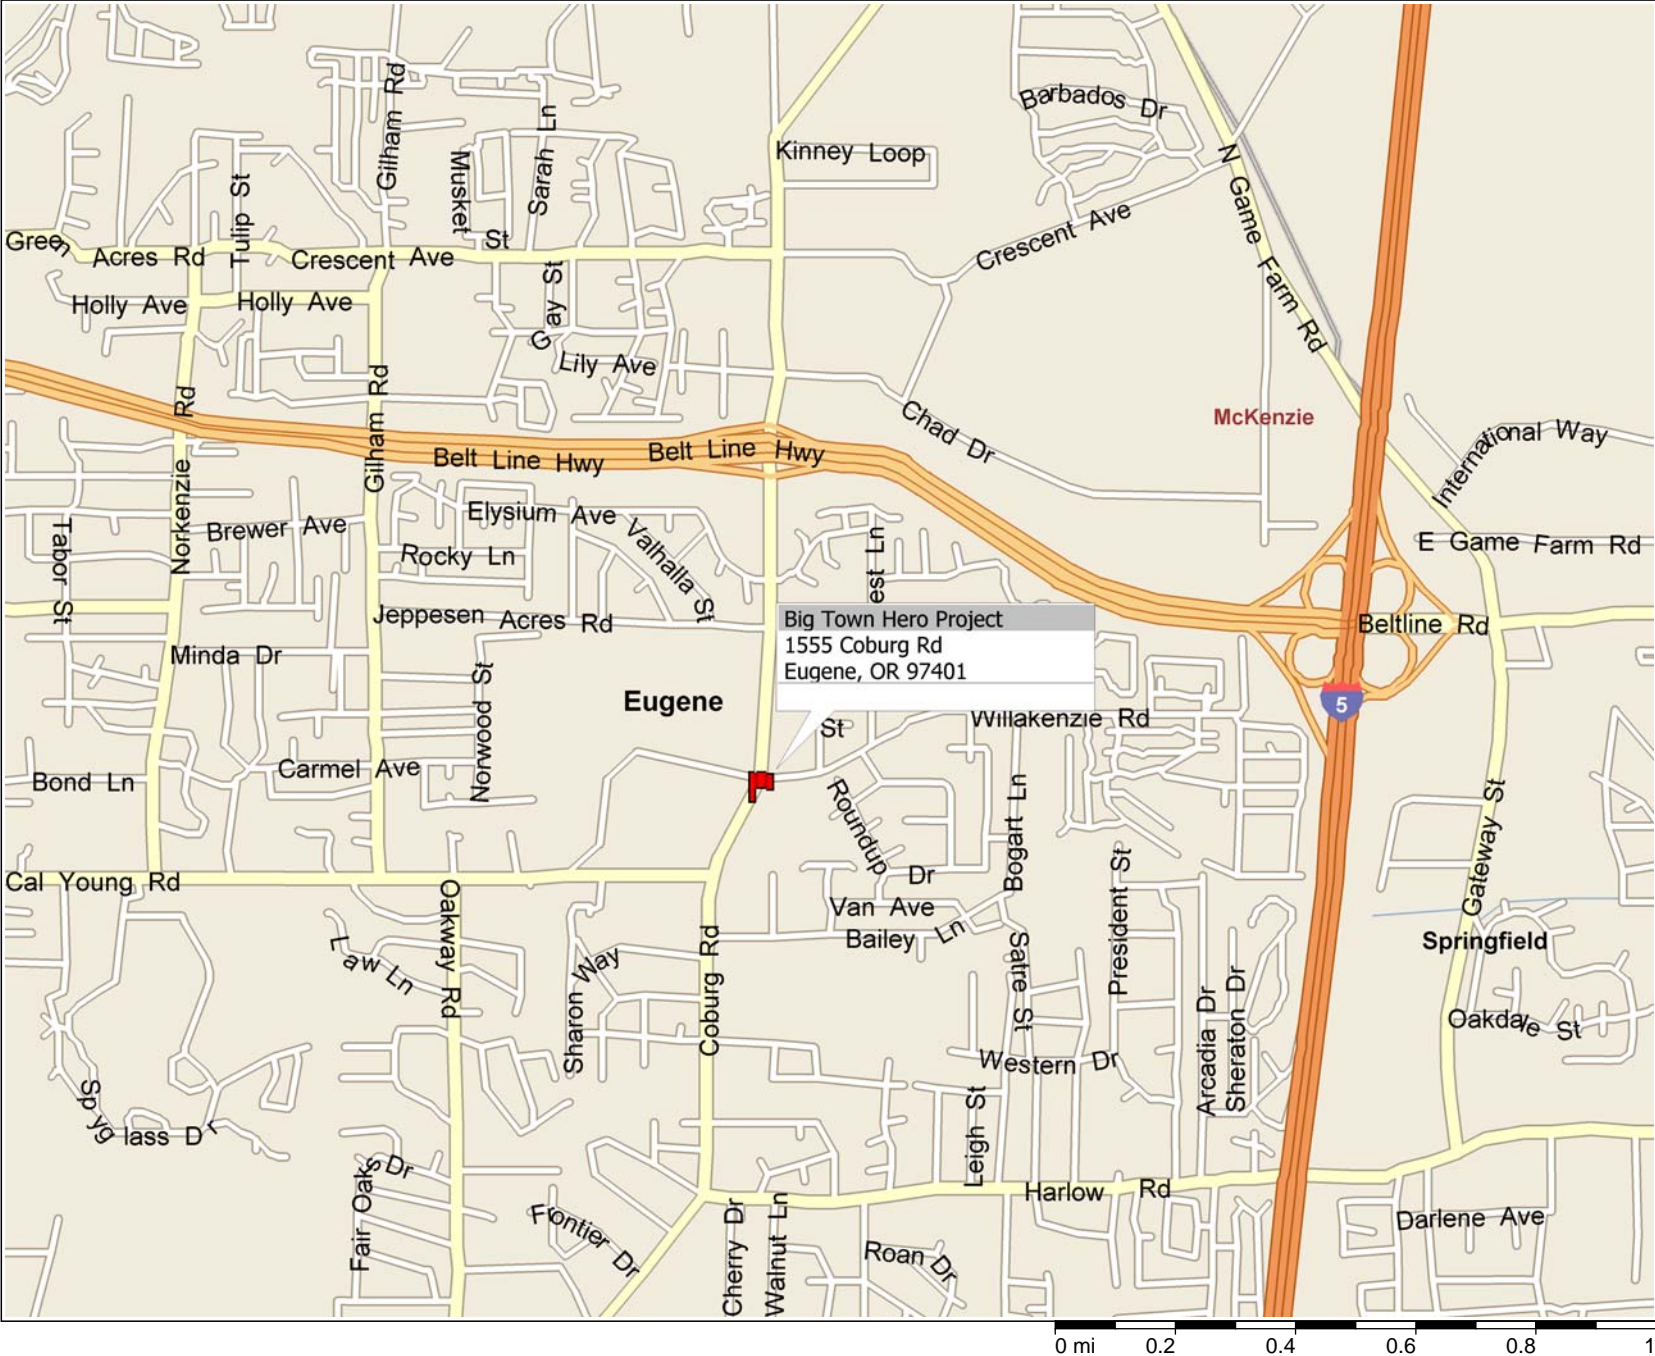 Barbados Dr
Gilham Rd
Sarah Ln
Musket
St
Kinney Loop
N Game Farm Rd
Tulip St
Green Acres Rd
Crescent Ave
Crescent Ave
Holly Ave
Holly Ave
Gay St
Lily Ave
Gilham Rd
Norkenzie Rd
Chad Dr
McKenzie
International Way
Belt Line Hwy
Belt Line Hwy
Elysium Ave
Brewer Ave
Valhalla St
Tabor St
Rocky Ln
est Ln
E Game Farm Rd
Jeppesen Acres Rd
Beltline Rd
Big Town Hero Project
1555 Coburg Rd
Eugene, OR 97401
Minda Dr
Norwood St
Eugene
St
Willakenzie Rd
5
Carmel Ave
Bond Ln
Roundup Dr
Bogart Ln
Gateway St
Cal Young Rd
Oakway Rd
Van Ave
Bailey Ln
President St
Springfield
Law Ln
Sharon Way
Coburg Rd
Satre St
Arcadia Dr
Sheraton Dr
Oakdale St
Western Dr
Spyglass Dr
Leigh St
Fair Oaks Dr
Harlow Rd
Darlene Ave
Frontier Dr
Cherry Dr
Walnut Ln
Roan Dr
0 mi 0.2 0.4 0.6 0.8 1